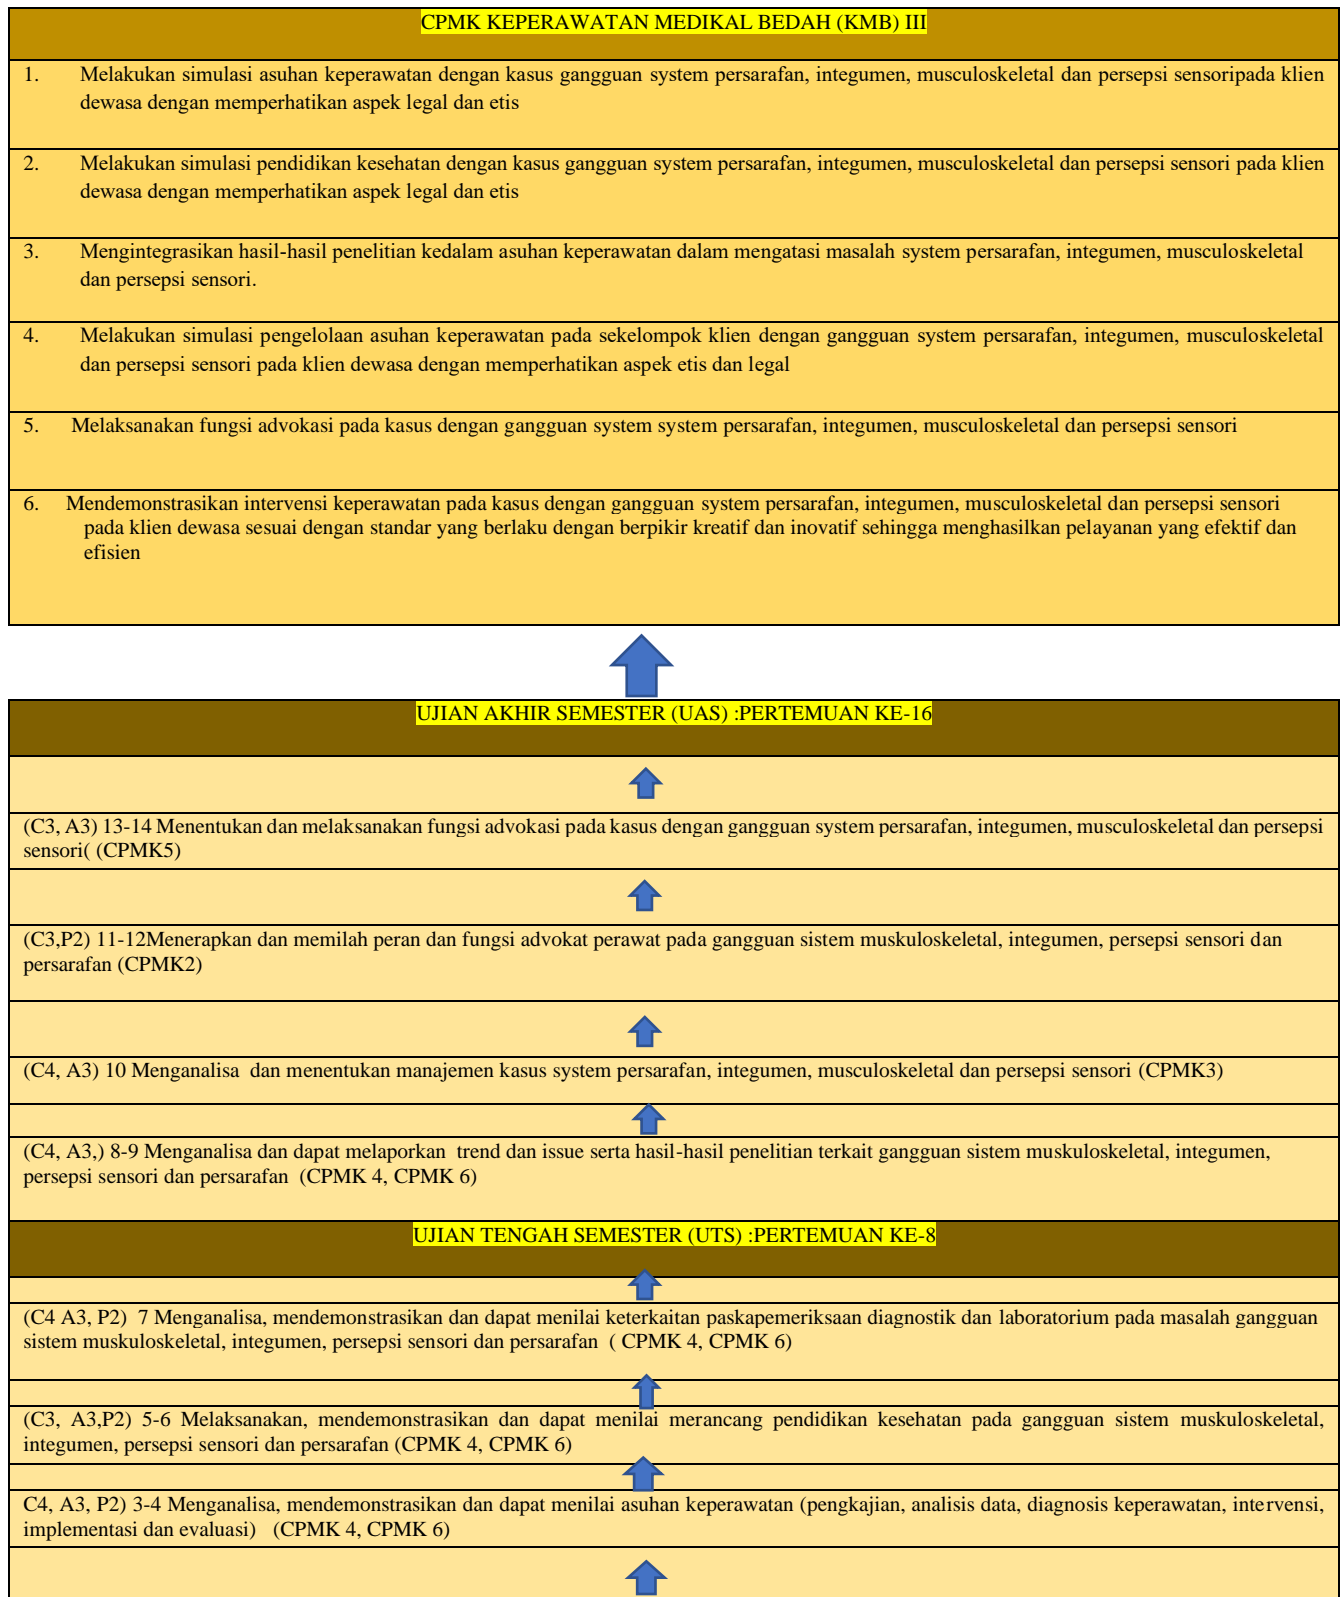 CPMK KEPERAWATAN MEDIKAL BEDAH (KMB) III
1. Melakukan simulasi asuhan keperawatan dengan kasus gangguan system persarafan, integumen, musculoskeletal dan persepsi sensoripada klien
dewasa dengan memperhatikan aspek legal dan etis
2. Melakukan simulasi pendidikan kesehatan dengan kasus gangguan system persarafan, integumen, musculoskeletal dan persepsi sensori pada klien
dewasa dengan memperhatikan aspek legal dan etis
3. Mengintegrasikan hasil-hasil penelitian kedalam asuhan keperawatan dalam mengatasi masalah system persarafan, integumen, musculoskeletal
dan persepsi sensori.
4. Melakukan simulasi pengelolaan asuhan keperawatan pada sekelompok klien dengan gangguan system persarafan, integumen, musculoskeletal
dan persepsi sensori pada klien dewasa dengan memperhatikan aspek etis dan legal
5. Melaksanakan fungsi advokasi pada kasus dengan gangguan system system persarafan, integumen, musculoskeletal dan persepsi sensori
6. Mendemonstrasikan intervensi keperawatan pada kasus dengan gangguan system persarafan, integumen, musculoskeletal dan persepsi sensori
pada klien dewasa sesuai dengan standar yang berlaku dengan berpikir kreatif dan inovatif sehingga menghasilkan pelayanan yang efektif dan
efisien
UJIAN AKHIR SEMESTER (UAS) :PERTEMUAN KE-16
(C3, A3) 13-14 Menentukan dan melaksanakan fungsi advokasi pada kasus dengan gangguan system persarafan, integumen, musculoskeletal dan persepsi
sensori( (CPMK5)
(C3,P2) 11-12Menerapkan dan memilah peran dan fungsi advokat perawat pada gangguan sistem muskuloskeletal, integumen, persepsi sensori dan
persarafan (CPMK2)
(C4, A3) 10 Menganalisa dan menentukan manajemen kasus system persarafan, integumen, musculoskeletal dan persepsi sensori (CPMK3)
(C4, A3,) 8-9 Menganalisa dan dapat melaporkan trend dan issue serta hasil-hasil penelitian terkait gangguan sistem muskuloskeletal, integumen,
persepsi sensori dan persarafan (CPMK 4, CPMK 6)
UJIAN TENGAH SEMESTER (UTS) :PERTEMUAN KE-8
(C4 A3, P2) 7 Menganalisa, mendemonstrasikan dan dapat menilai keterkaitan paskapemeriksaan diagnostik dan laboratorium pada masalah gangguan
sistem muskuloskeletal, integumen, persepsi sensori dan persarafan ( CPMK 4, CPMK 6)
(C3, A3,P2) 5-6 Melaksanakan, mendemonstrasikan dan dapat menilai merancang pendidikan kesehatan pada gangguan sistem muskuloskeletal,
integumen, persepsi sensori dan persarafan (CPMK 4, CPMK 6)
C4, A3, P2) 3-4 Menganalisa, mendemonstrasikan dan dapat menilai asuhan keperawatan (pengkajian, analisis data, diagnosis keperawatan, intervensi,
implementasi dan evaluasi) (CPMK 4, CPMK 6)